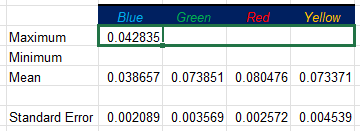 Blue Green Red Yellow
Maximum 0.042835
Minimum
Mean 0.038657 0.073851 0.080476 0.073371
Standard Error 0.002089 0.003569 0.002572 0.004539